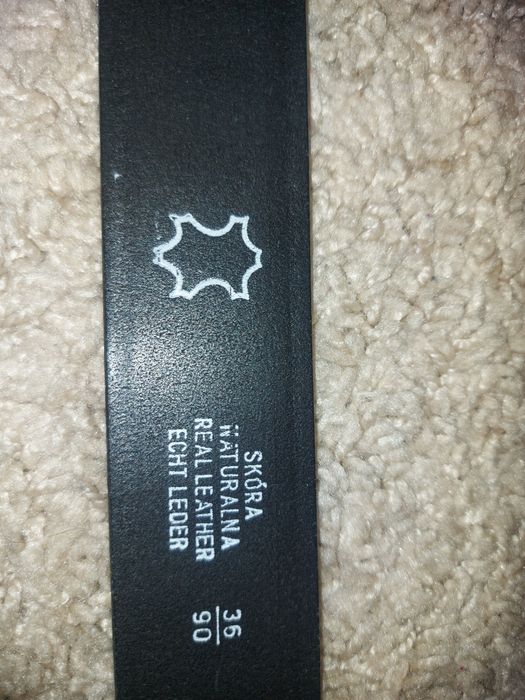 SKÓRA
NATURALNA
REAL LEATHER
ECHT LEDER
36
90